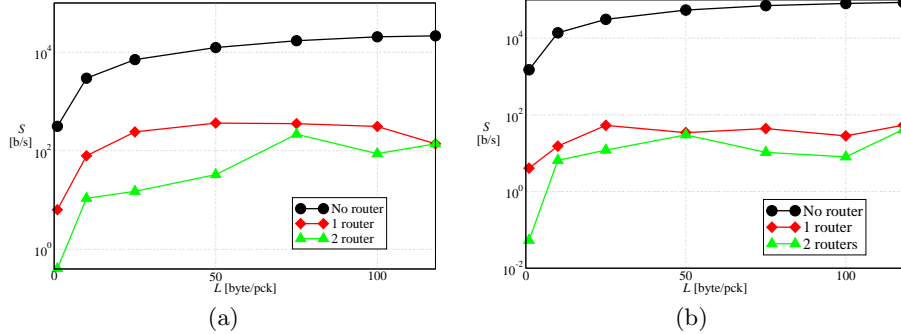 10^4
S
[b/s]
10^2
10^0
No router
1 router
2 router
0
50
100
L [byte/pck]
(a)
10^4
S
[b/s]
10^2
10^0
10^-2
No router
1 router
2 routers
0
50
100
L [byte/pck]
(b)